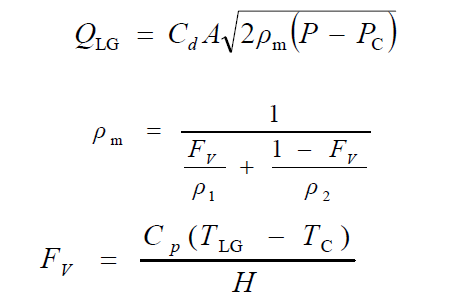 Q_LG = C_d A√(2ρ_m(P − P_C))
ρ_m = 1 / (F_V / ρ_1 + (1 − F_V) / ρ_2)
F_V = C_p (T_LG − T_C) / H